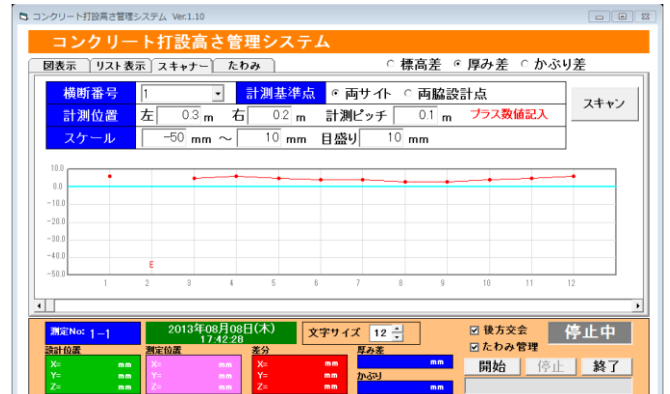 コンクリート打設高さ管理システム Ver.1.10
コンクリート打設高さ管理システム
図表示 リスト表示 スキャナー たわみ 標高差 厚み差 かぶり差
横断番号 1 計測基準点 両サイト 両脇設計点 スキャン
計測位置 左 0.3 m 右 0.2 m 計測ピッチ 0.1 m プラス数値記入
スケール -50 mm ～ 10 mm 目盛り 10 mm
10.0
0.0
-10.0
-20.0
-30.0
-40.0
-50.0
E
1 2 3 4 5 6 7 8 9 10 11 12
測定No: 1-1 2013年08月08日(木) 17:42:28 文字サイズ 12 後方交会 停止中
たわみ管理
設計位置 測定位置 差分 厚み差
X= mm X= mm X= mm mm 開始 停止 終了
Y= mm Y= mm Y= mm かぶり
Z= mm Z= mm Z= mm mm